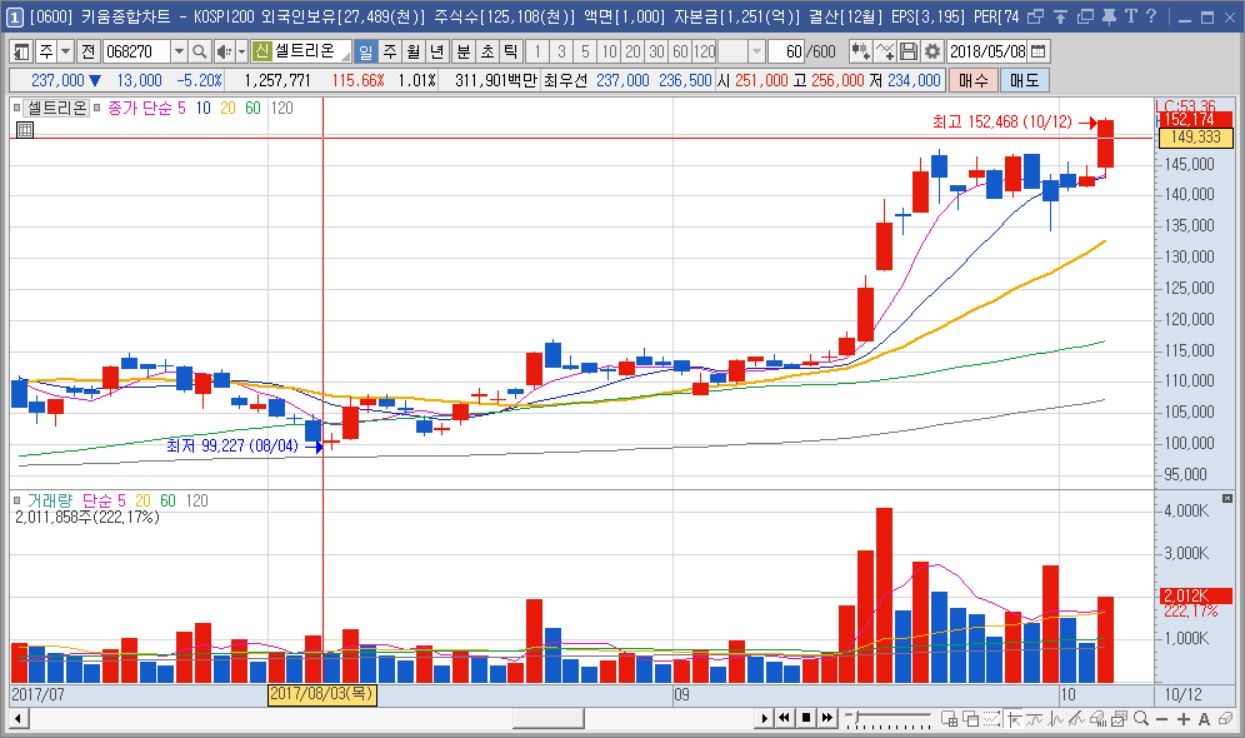 1 [0600] 키움종합차트 - KOSPI200 외국인보유[27,489(천)] 주식수[125,108(천)] 액면[1,000] 자본금[1,251(억)] 결산[12월] EPS[3,195] PER[74
주 전 068270 신 셀트리온 일 주 월 년 분 초 틱 1 3 5 10 20 30 60 120 60 /600 2018/05/08
237,000 ▼ 13,000 -5.20% 1,257,771 115.66% 1.01% 311,901백만 최우선 237,000 236,500 시 251,000 고 256,000 저 234,000 매수 매도
셀트리온 종가 단순 5 10 20 60 120
LC:53.36
최고 152,468 (10/12)
152,174
149,333
145,000
140,000
135,000
130,000
125,000
120,000
115,000
110,000
105,000
최저 99,227 (08/04)
100,000
95,000
거래량 단순 5 20 60 120
2,011,858주(222.17%)
4,000K
3,000K
2,012K
222.17%
1,000K
2017/07 2017/08/03(목) 09 10 10/12